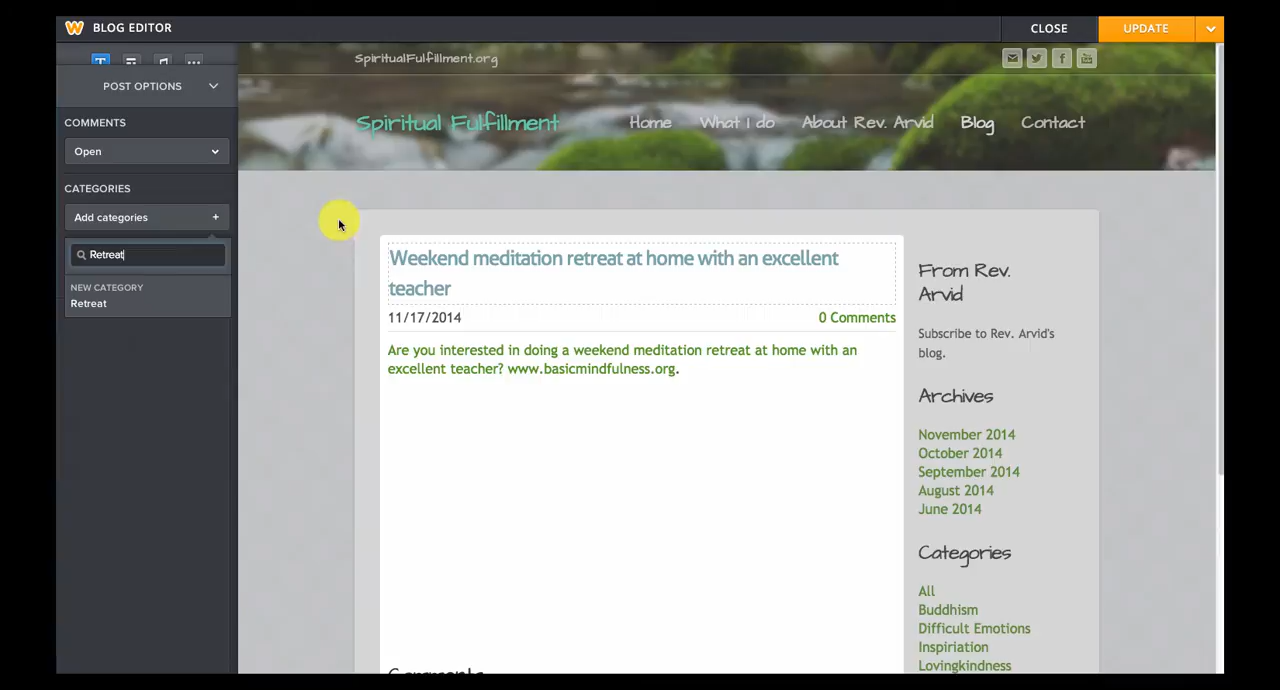 BLOG EDITOR
CLOSE
UPDATE
POST OPTIONS
COMMENTS
Open
CATEGORIES
Add categories +
Retreat
NEW CATEGORY
Retreat
SpiritualFulfillment.org
Spiritual Fulfillment
Home What I do About Rev. Arvid Blog Contact
Weekend meditation retreat at home with an excellent
teacher
11/17/2014
0 Comments
Are you interested in doing a weekend meditation retreat at home with an
excellent teacher? www.basicmindfulness.org.
Comments
From Rev.
Arvid
Subscribe to Rev. Arvid's
blog.
Archives
November 2014
October 2014
September 2014
August 2014
June 2014
Categories
All
Buddhism
Difficult Emotions
Inspiriation
Lovingkindness